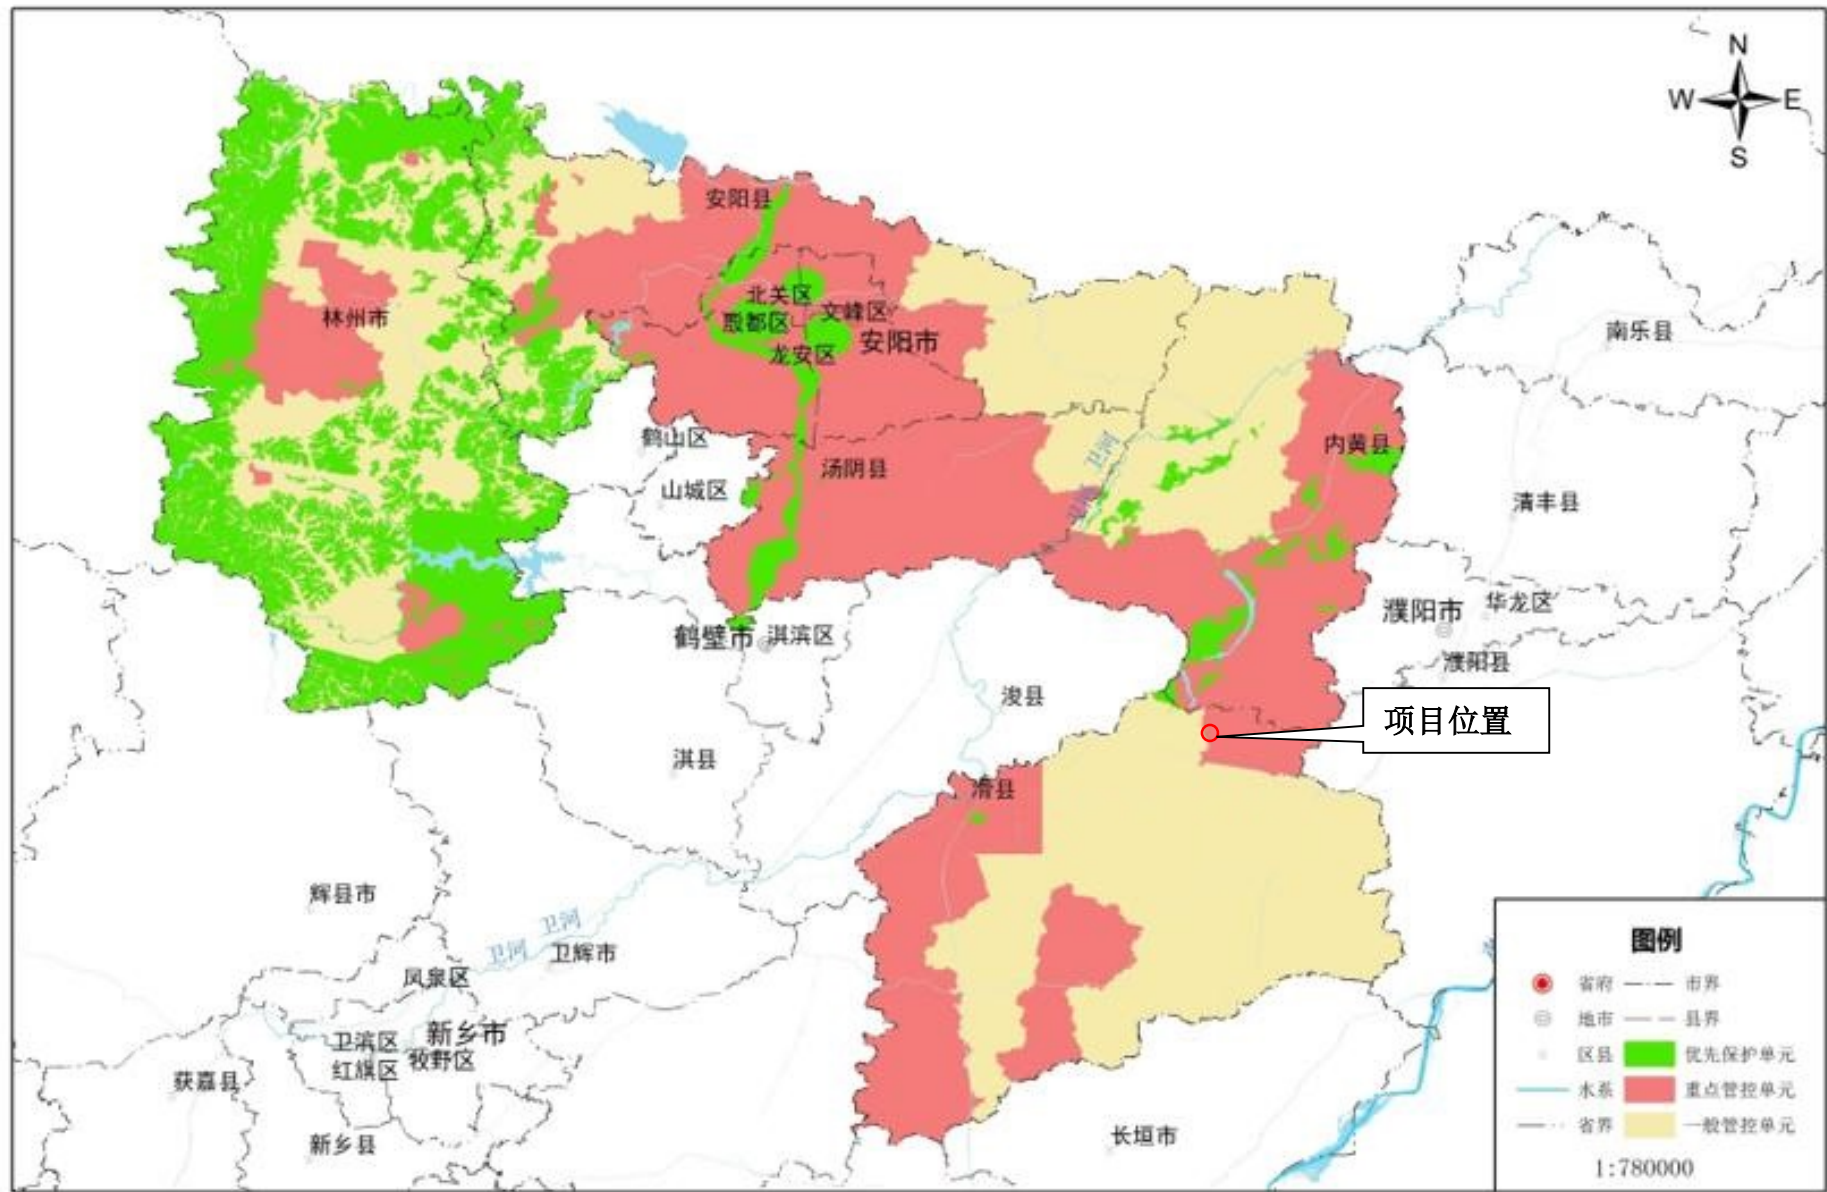 N
W
E
S
安阳县
北关区
殷都区
文峰区
龙安区
安阳市
林州市
南乐县
鹤山区
山城区
汤阴县
卫河
内黄县
清丰县
濮阳市
华龙区
濮阳县
鹤壁市
淇滨区
浚县
项目位置
淇县
滑县
辉县市
卫河
卫河
卫辉市
凤泉区
新乡市
卫滨区
牧野区
红旗区
获嘉县
新乡县
长垣市
图例
省府
市界
地市
县界
区县
优先保护单元
水系
重点管控单元
省界
一般管控单元
1:780000